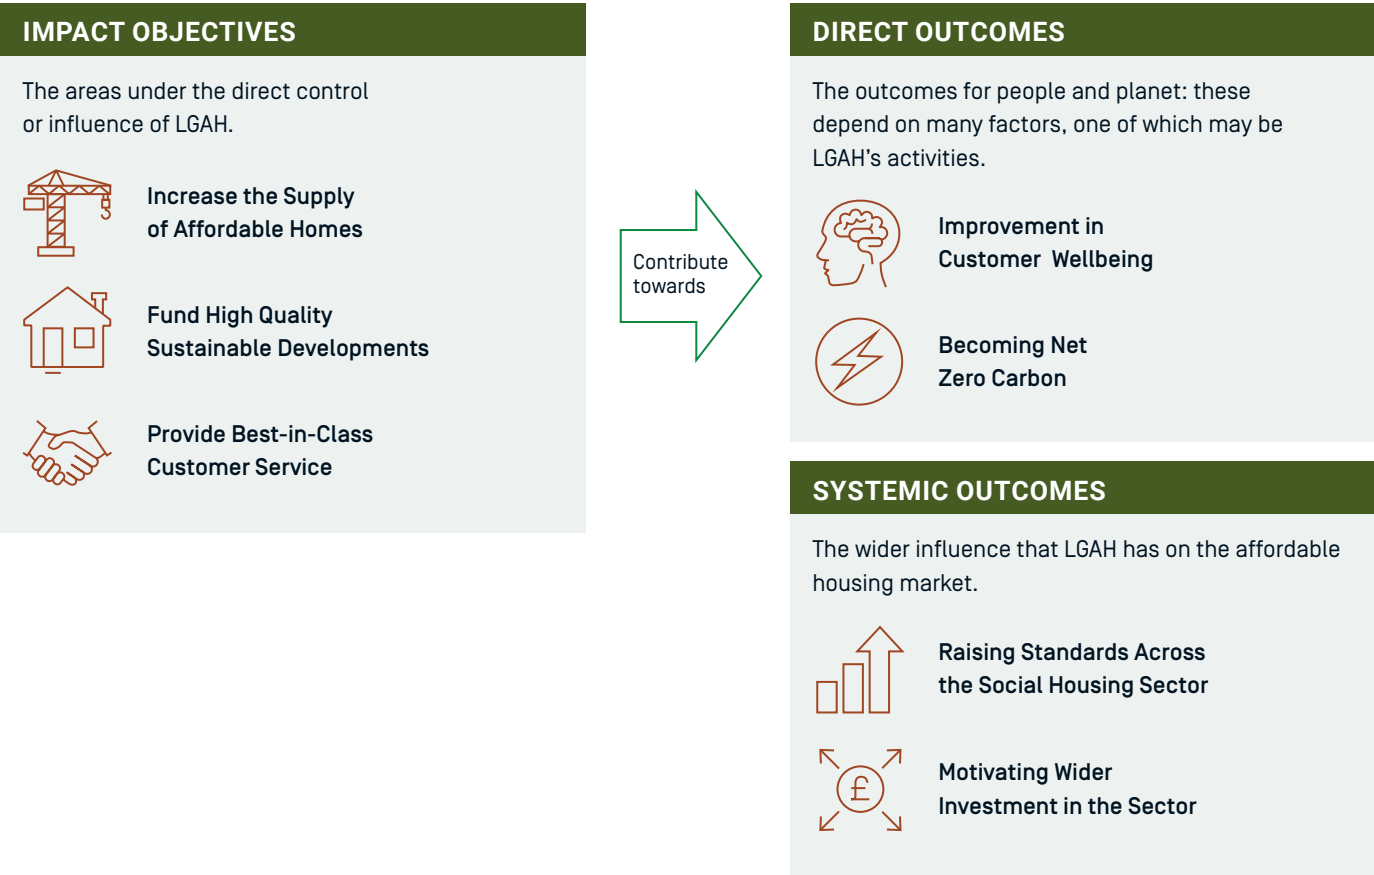 IMPACT OBJECTIVES
The areas under the direct control
or influence of LGAH.
Increase the Supply
of Affordable Homes
Fund High Quality
Sustainable Developments
Provide Best-in-Class
Customer Service
Contribute
towards
DIRECT OUTCOMES
The outcomes for people and planet: these
depend on many factors, one of which may be
LGAH's activities.
Improvement in
Customer Wellbeing
Becoming Net
Zero Carbon
SYSTEMIC OUTCOMES
The wider influence that LGAH has on the affordable
housing market.
Raising Standards Across
the Social Housing Sector
£
Motivating Wider
Investment in the Sector